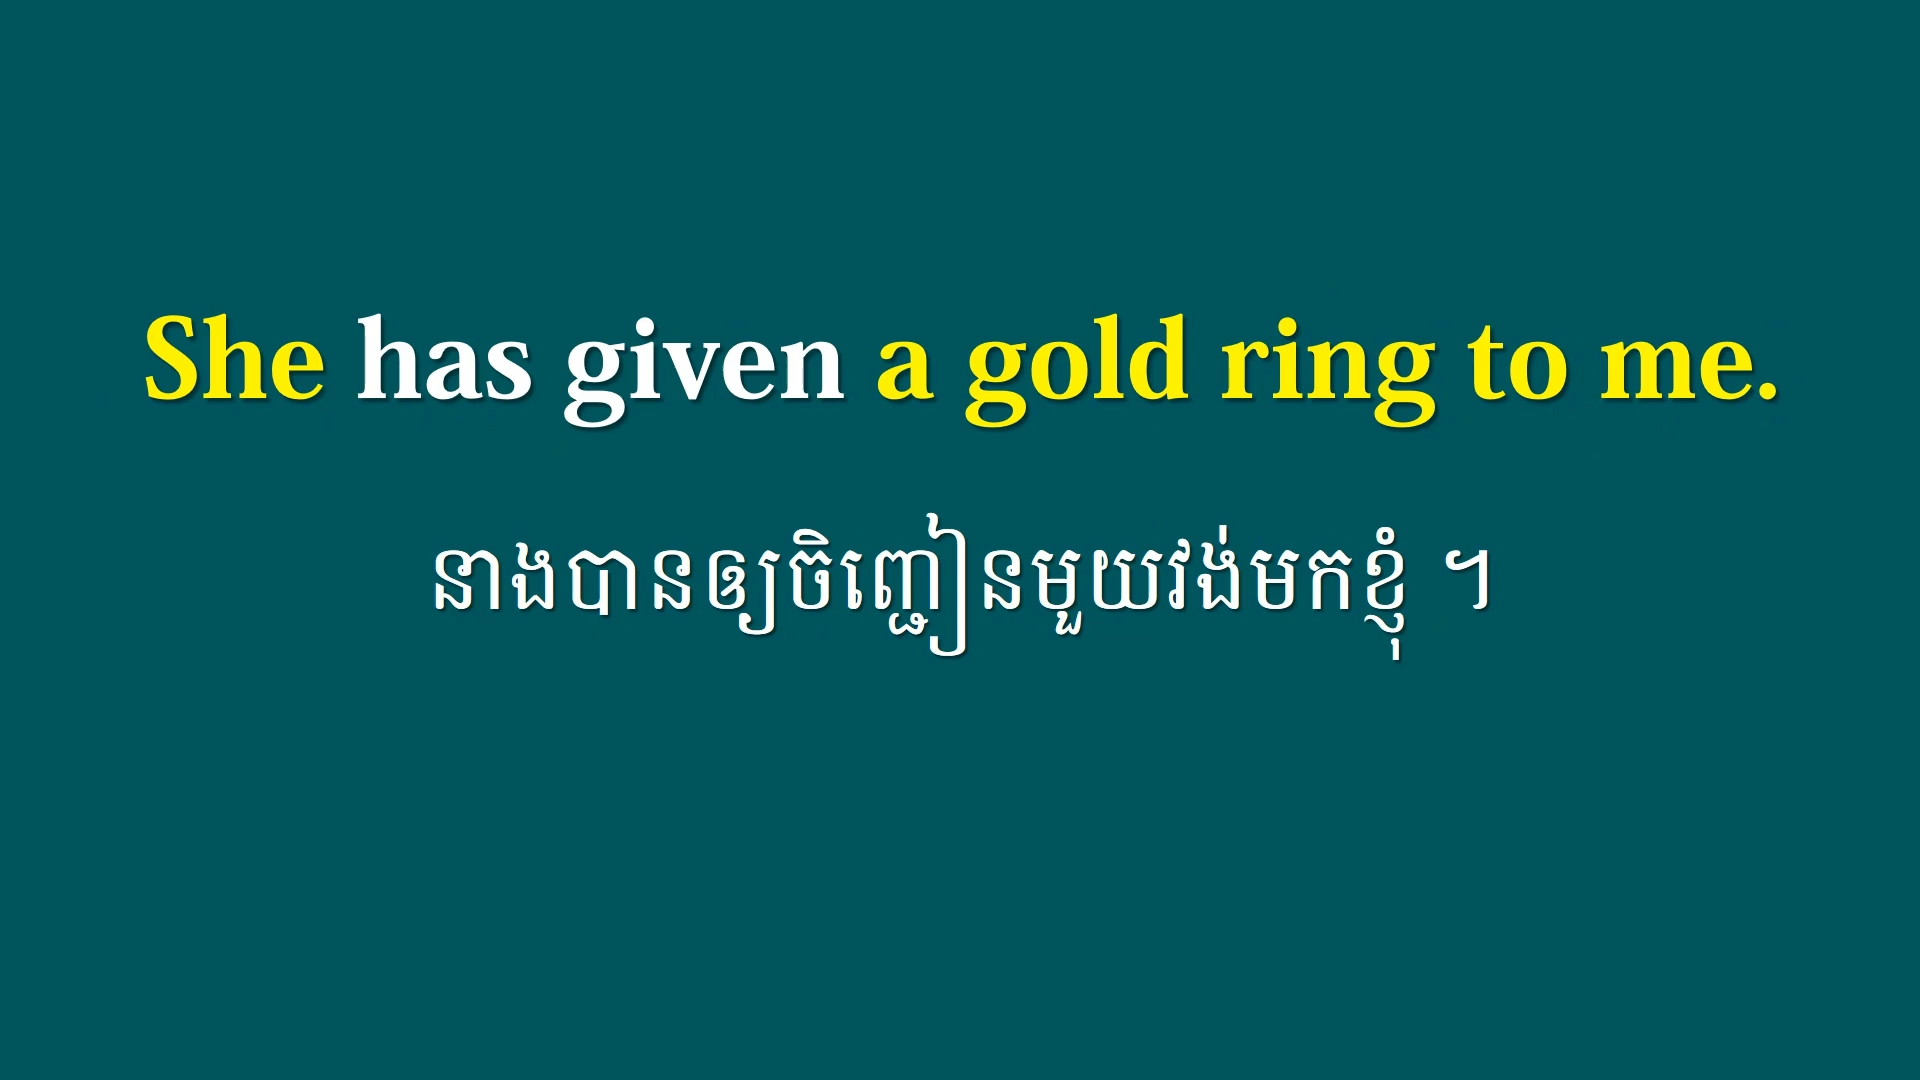 She has given a gold ring to me.
នាងបានឲ្យចិញ្ជៀនមួយវង់មកខ្ញុំ ។